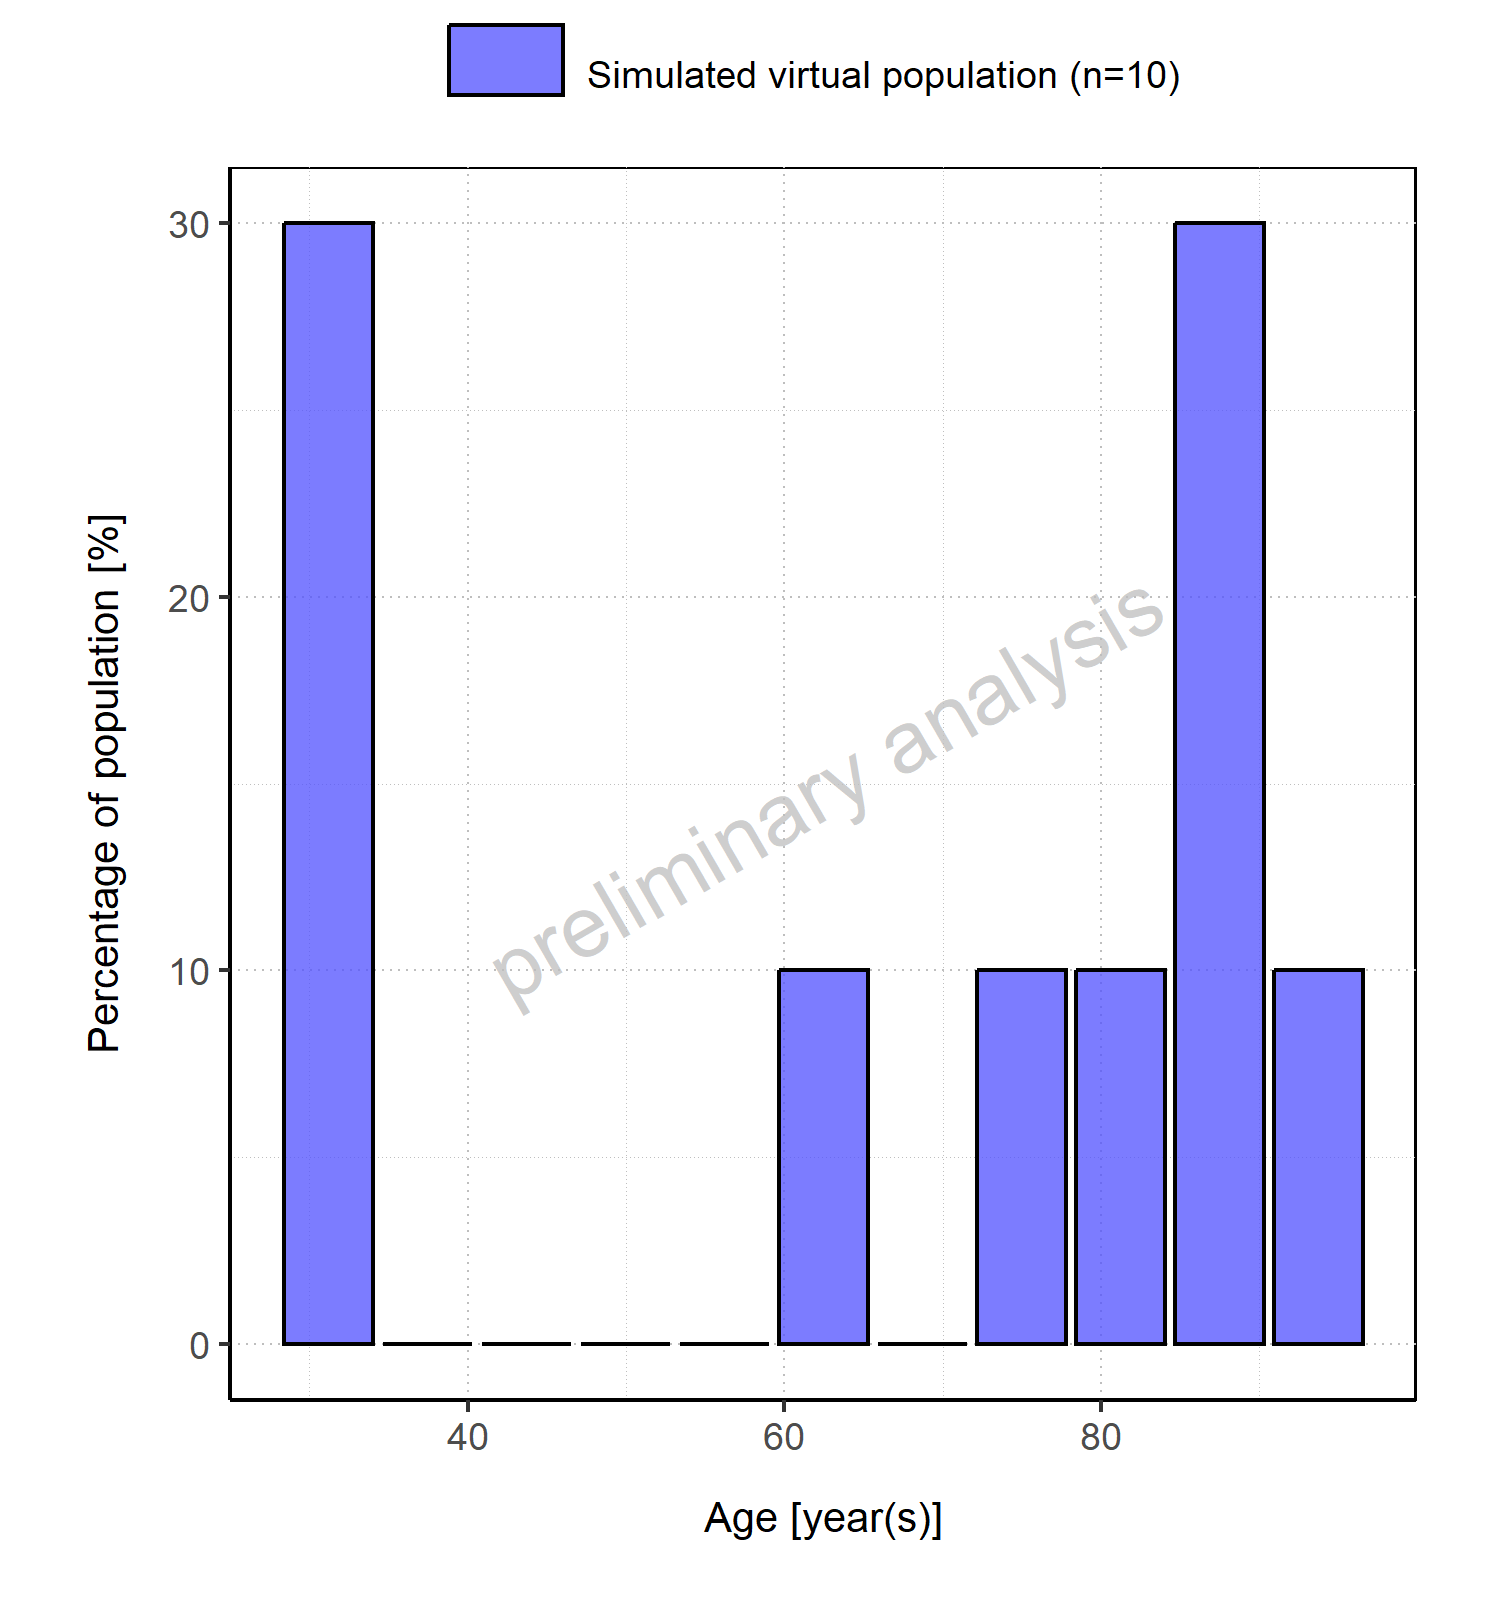 Simulated virtual population (n=10)
30
20
10
0
Percentage of population [%]
preliminary analysis
40
60
80
Age [year(s)]